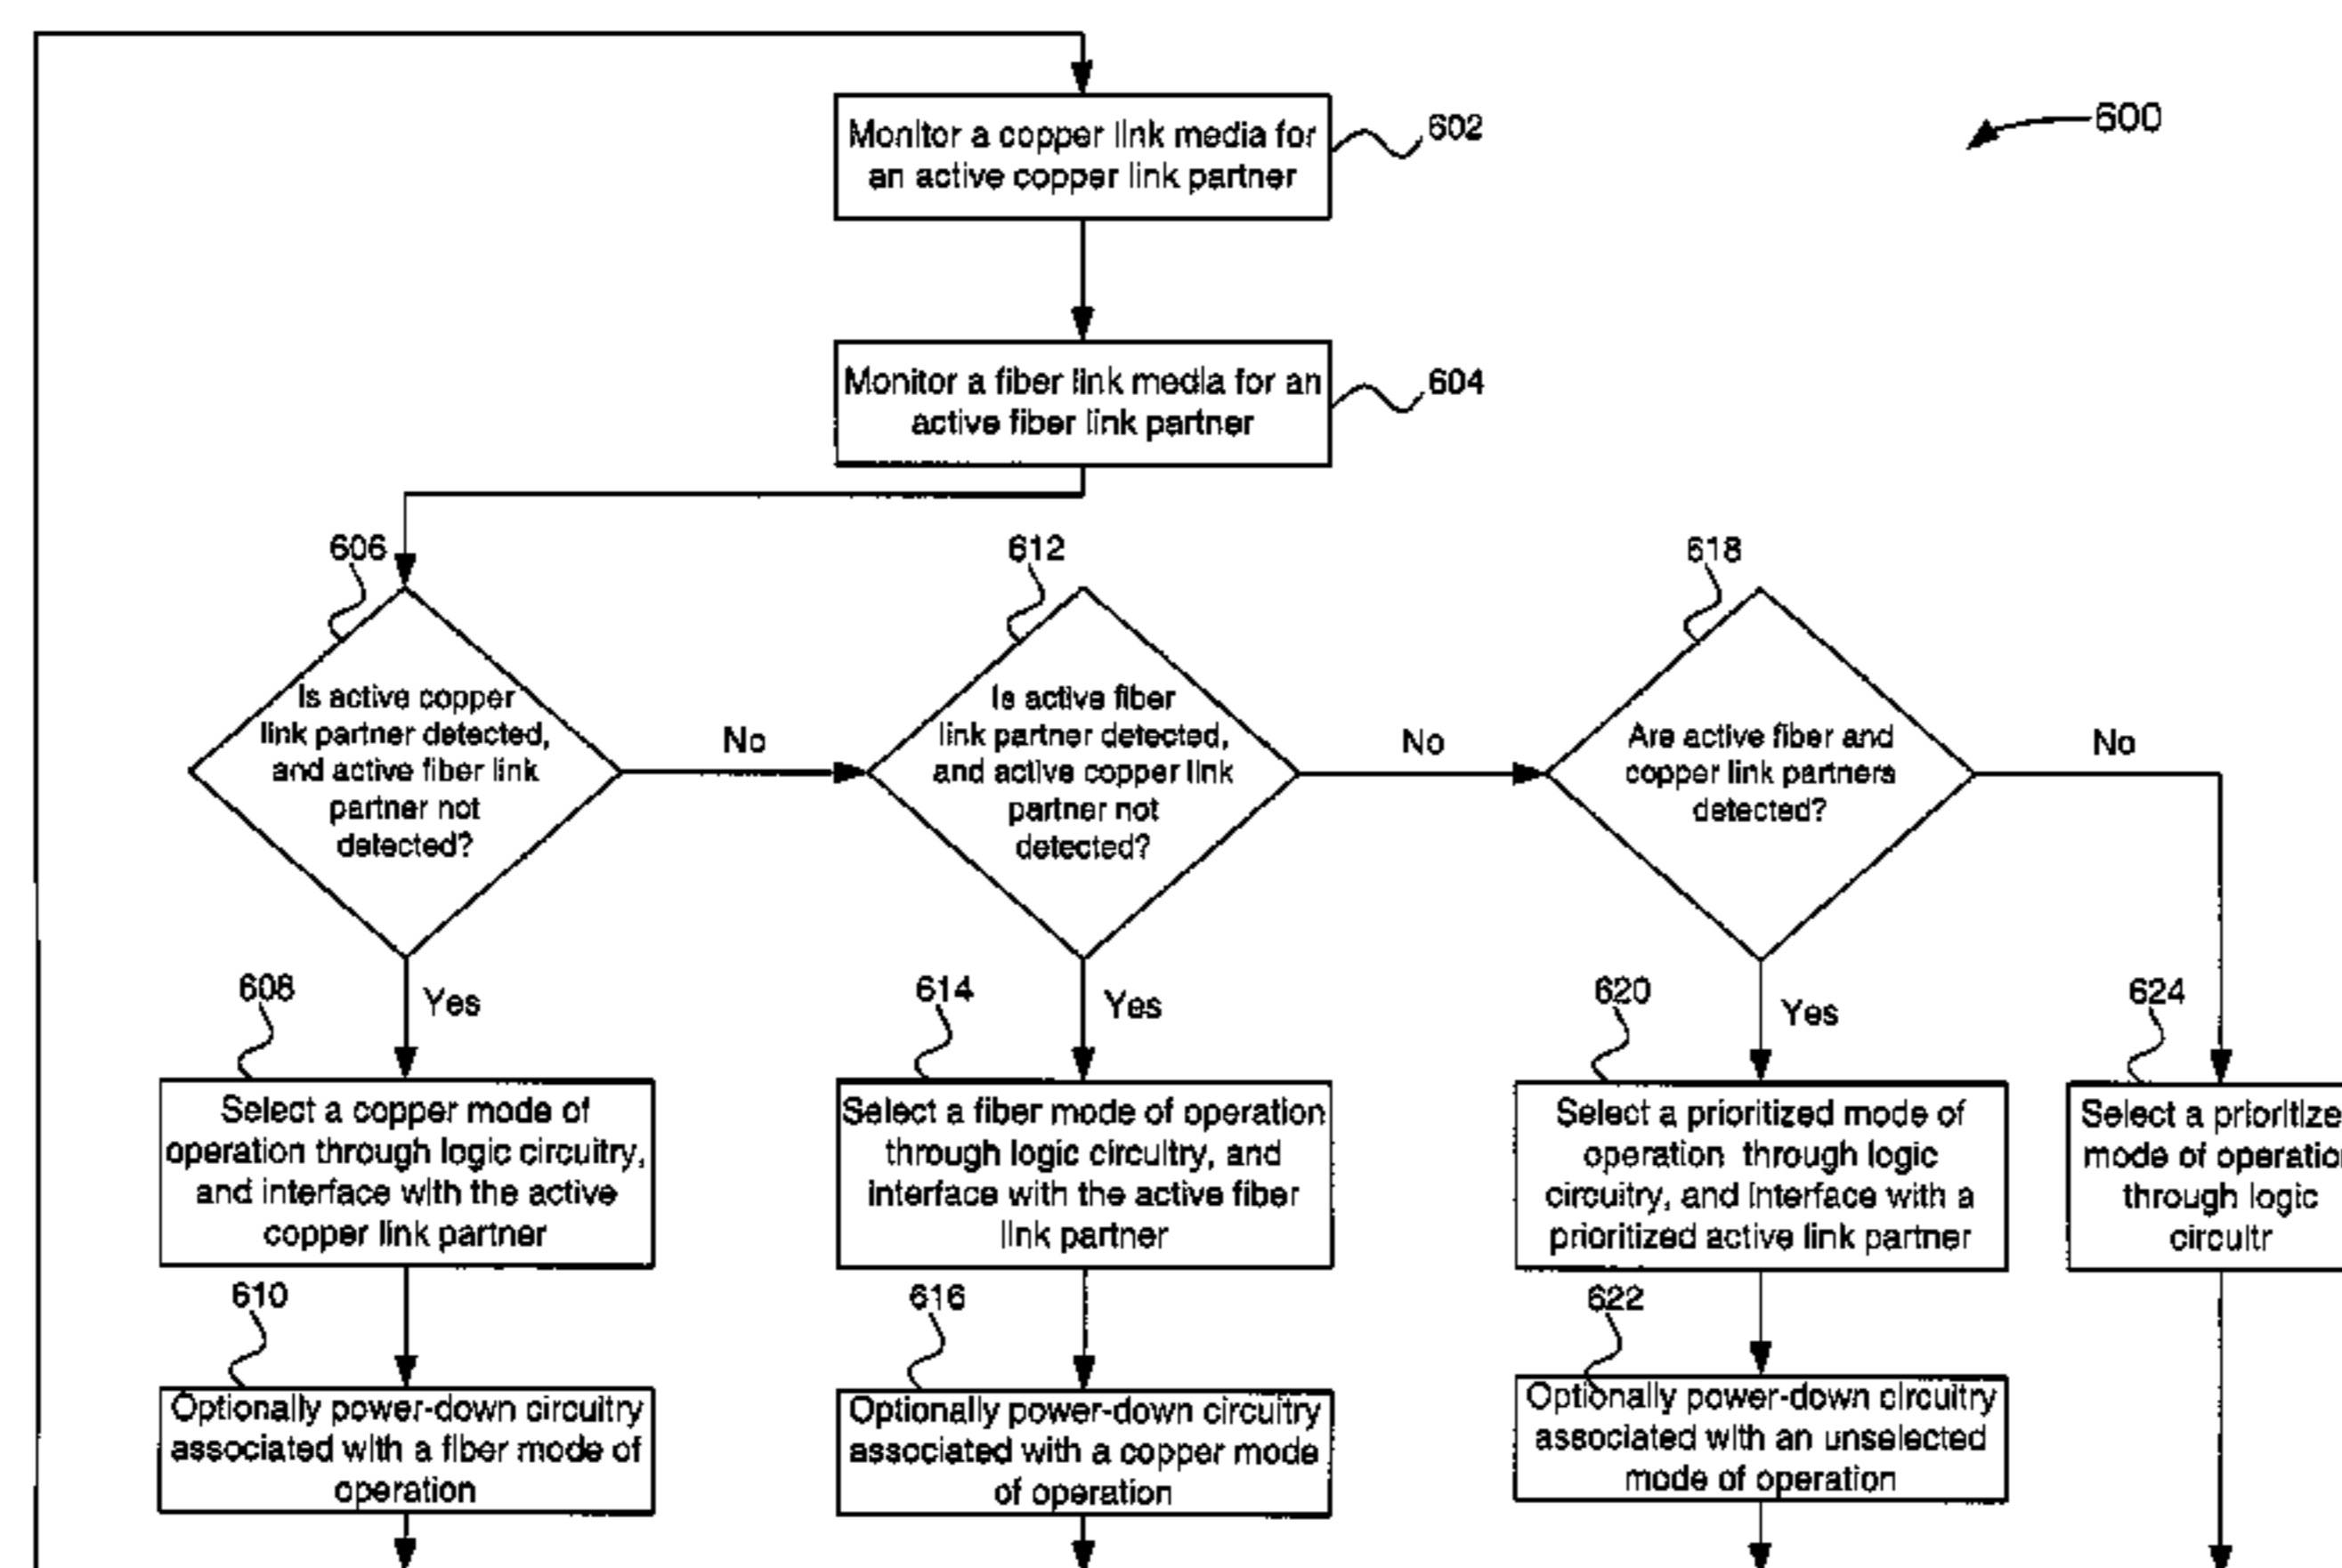 600
Monitor a copper link media for
an active copper link partner
602
Monitor a fiber link media for an
active fiber link partner
604
606
Is active copper
link partner detected,
and active fiber link
partner not
detected?
No
Yes
612
Is active fiber
link partner detected,
and active copper link
partner not
detected?
No
Yes
618
Are active fiber and
copper link partners
detected?
No
Yes
608
Select a copper mode of
operation through logic circuitry,
and interface with the active
copper link partner
614
Select a fiber mode of operation
through logic circuitry, and
interface with the active fiber
link partner
620
Select a prioritized mode of
operation through logic
circuitry, and interface with a
prioritized active link partner
624
Select a prioritize
mode of operation
through logic
circuitr
610
Optionally power-down circuitry
associated with a fiber mode of
operation
616
Optionally power-down circuitry
associated with a copper mode
of operation
622
Optionally power-down circuitry
associated with an unselected
mode of operation